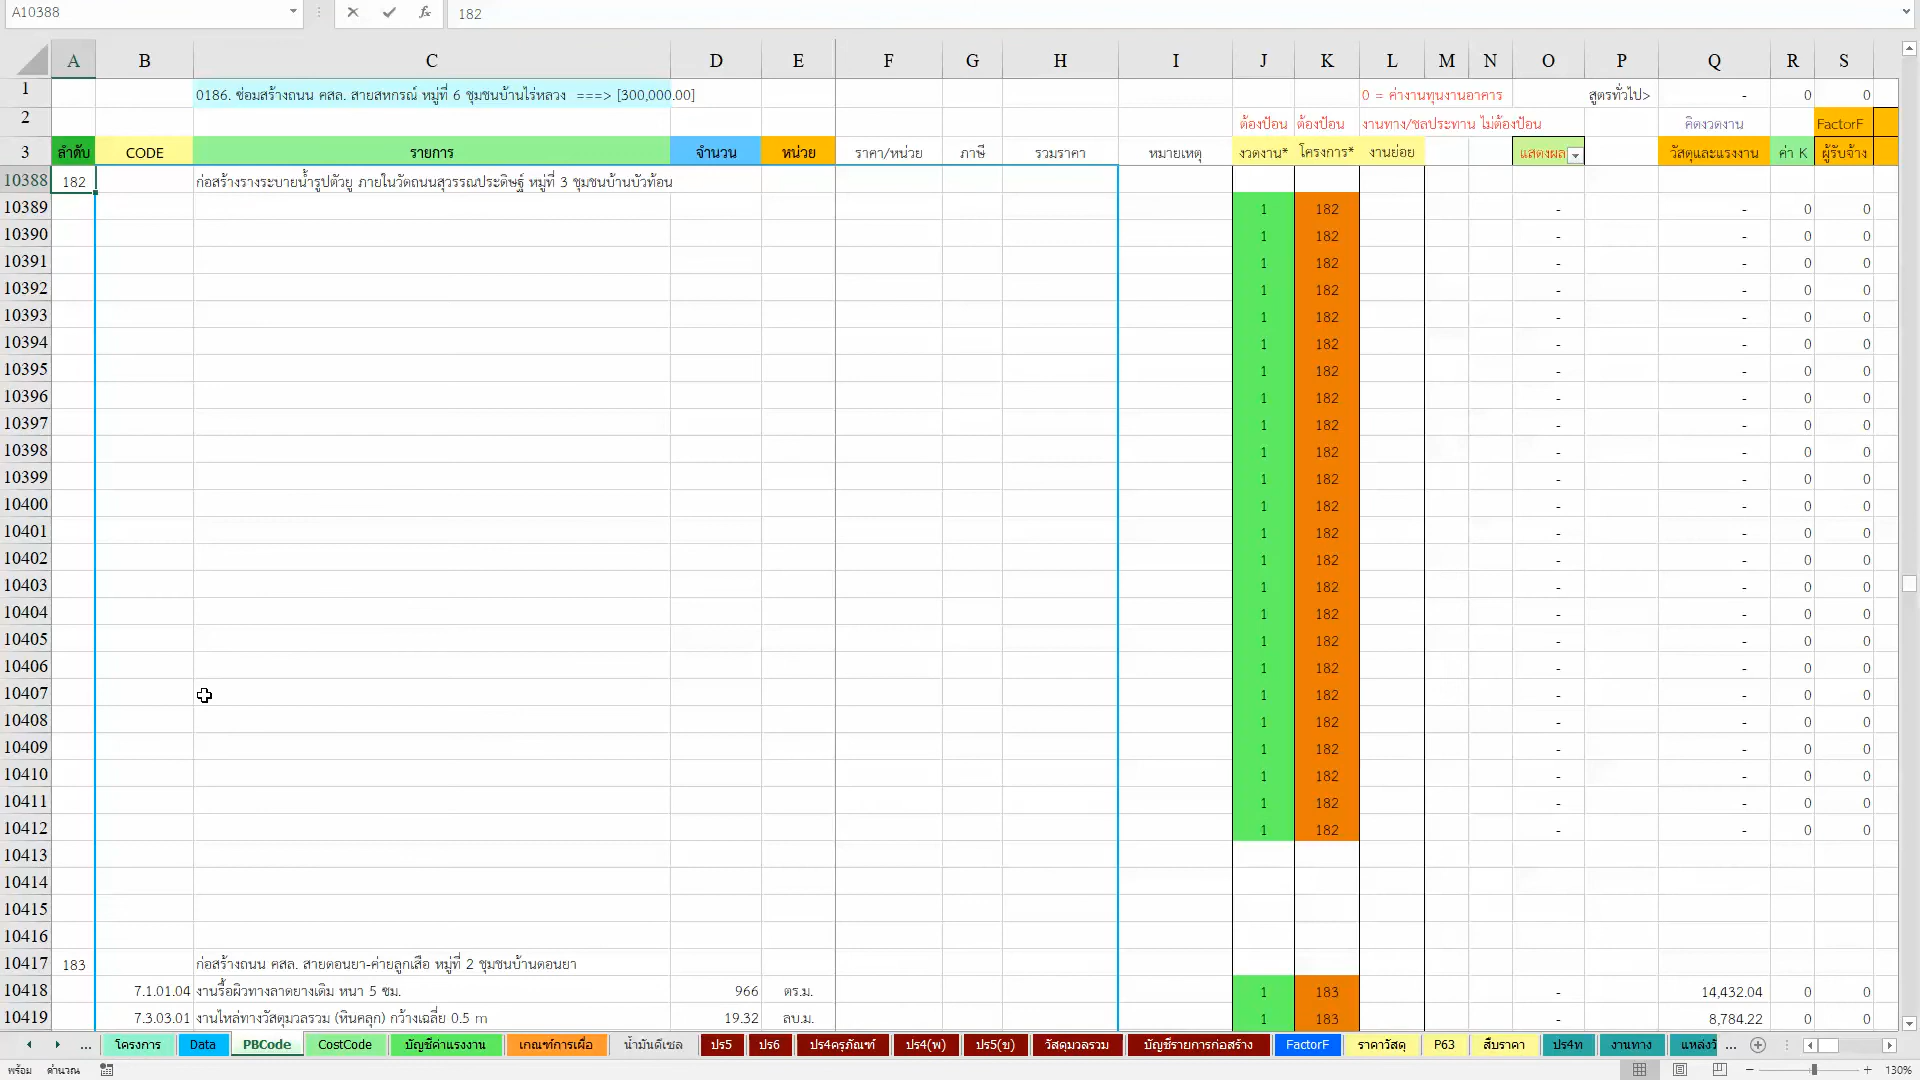 A10388 182
A B C D E F G H I J K L M N O P Q R S
1 0186. ซ่อมสร้างถนน คสล. สายสหกรณ์ หมู่ที่ 6 ชุมชนบ้านไร่หลวง ===> [300,000.00] 0 = ค่างานทุนงานอาคาร สูตรทั่วไป> - 0 0
2 ต้องป้อน ต้องป้อน งานทาง/ชลประทาน ไม่ต้องป้อน คิดงวดงาน FactorF
3 ลำดับ CODE รายการ จำนวน หน่วย ราคา/หน่วย ภาษี รวมราคา หมายเหตุ งวดงาน* โครงการ* งานย่อย แสดงผล วัสดุและแรงงาน ค่า K ผู้รับจ้าง
10388 182 ก่อสร้างรางระบายน้ำรูปตัวยู ภายในวัดถนนสุวรรณประดิษฐ์ หมู่ที่ 3 ชุมชนบ้านบัวท้อน
10389 1 182 - - 0 0
10390 1 182 - - 0 0
10391 1 182 - - 0 0
10392 1 182 - - 0 0
10393 1 182 - - 0 0
10394 1 182 - - 0 0
10395 1 182 - - 0 0
10396 1 182 - - 0 0
10397 1 182 - - 0 0
10398 1 182 - - 0 0
10399 1 182 - - 0 0
10400 1 182 - - 0 0
10401 1 182 - - 0 0
10402 1 182 - - 0 0
10403 1 182 - - 0 0
10404 1 182 - - 0 0
10405 1 182 - - 0 0
10406 1 182 - - 0 0
10407 1 182 - - 0 0
10408 1 182 - - 0 0
10409 1 182 - - 0 0
10410 1 182 - - 0 0
10411 1 182 - - 0 0
10412 1 182 - - 0 0
10413
10414
10415
10416
10417 183 ก่อสร้างถนน คสล. สายดอนยา-ค่ายลูกเสือ หมู่ที่ 2 ชุมชนบ้านดอนยา
10418 7.1.01.04 งานรื้อผิวทางลาดยางเดิม หนา 5 ซม. 966 ตร.ม. 1 183 - 14,432.04 0 0
10419 7.3.03.01 งานไหล่ทางวัสดุมวลรวม (หินคลุก) กว้างเฉลี่ย 0.5 m 19.32 ลบ.ม. 1 183 - 8,784.22 0 0
... โครงการ Data PBCode CostCode บัญชีค่าแรงงาน เกณฑ์การเผื่อ น้ำมันดีเซล ปร5 ปร6 ปร4ครุภัณฑ์ ปร4(พ) ปร5(ข) วัสดุมวลรวม บัญชีรายการก่อสร้าง FactorF ราคาวัสดุ P63 สืบราคา ปร4ท งานทาง แหล่งวั ...
พร้อม คำนวณ 130%